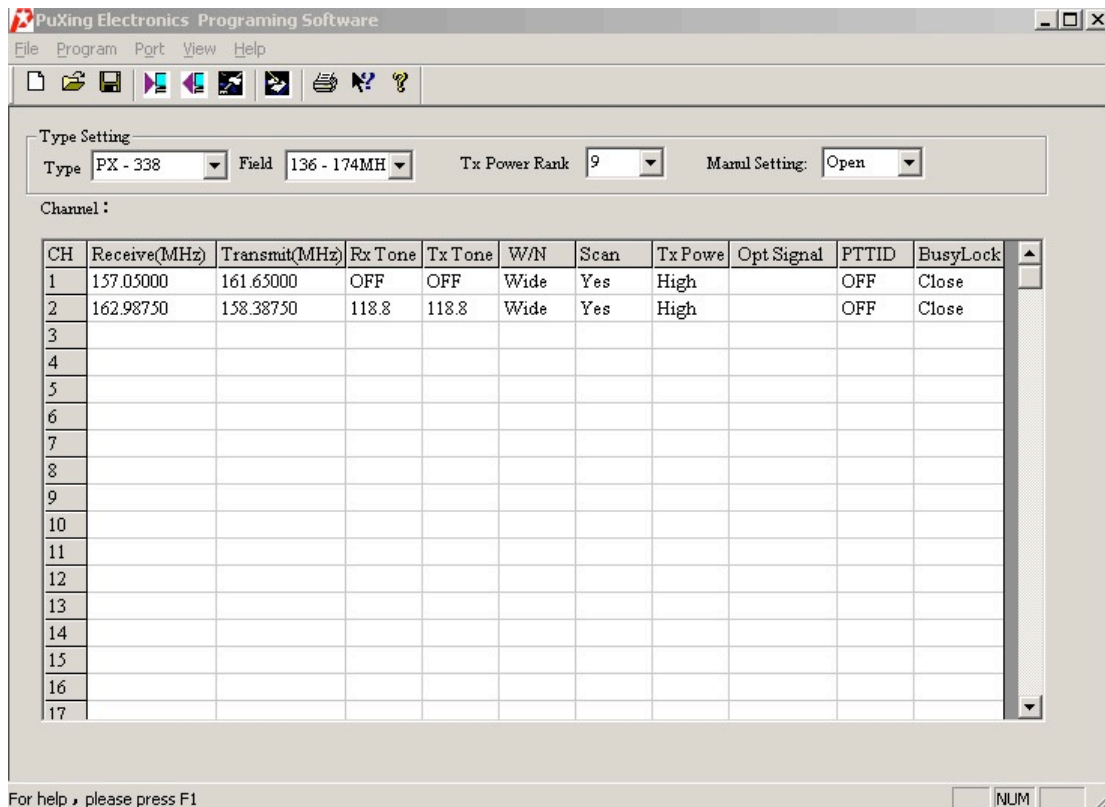 PuXing Electronics Programing Software
File Program Port View Help
Type Setting
Type PX - 338 Field 136 - 174MH Tx Power Rank 9 Manul Setting: Open
Channel：
CH Receive(MHz) Transmit(MHz) Rx Tone Tx Tone W/N Scan Tx Powe Opt Signal PTTID BusyLock
1 157.05000 161.65000 OFF OFF Wide Yes High OFF Close
2 162.98750 158.38750 118.8 118.8 Wide Yes High OFF Close
3
4
5
6
7
8
9
10
11
12
13
14
15
16
17
For help，please press F1 NUM